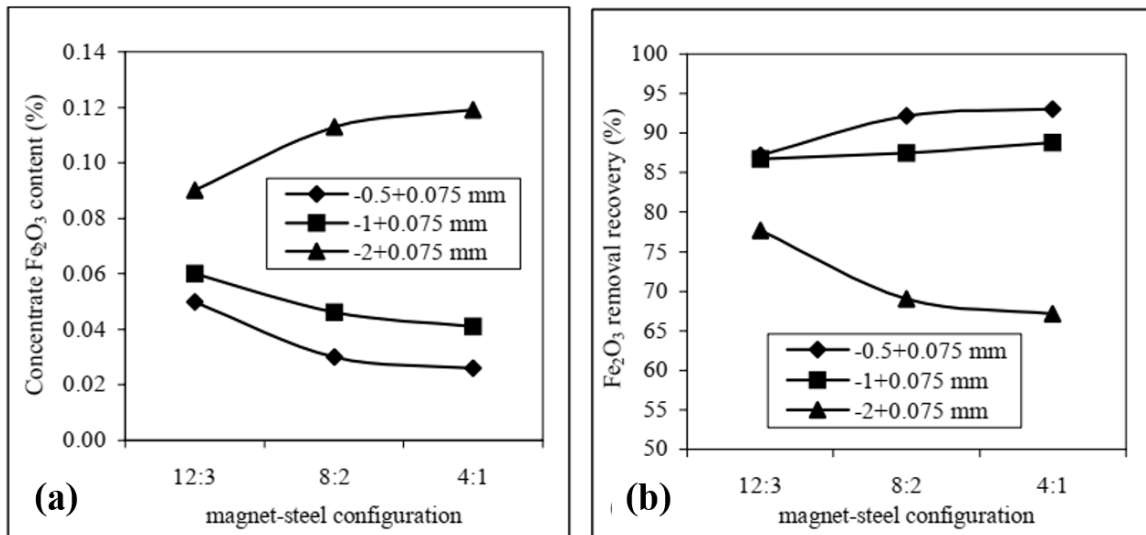 Concentrate Fe₂O₃ content (%)
0.14
0.12
0.10
0.08
0.06
0.04
0.02
0.00
-0.5+0.075 mm
-1+0.075 mm
-2+0.075 mm
12:3 8:2 4:1
magnet-steel configuration
(a)
Fe₂O₃ removal recovery (%)
100
95
90
85
80
75
70
65
60
55
50
-0.5+0.075 mm
-1+0.075 mm
-2+0.075 mm
12:3 8:2 4:1
magnet-steel configuration
(b)